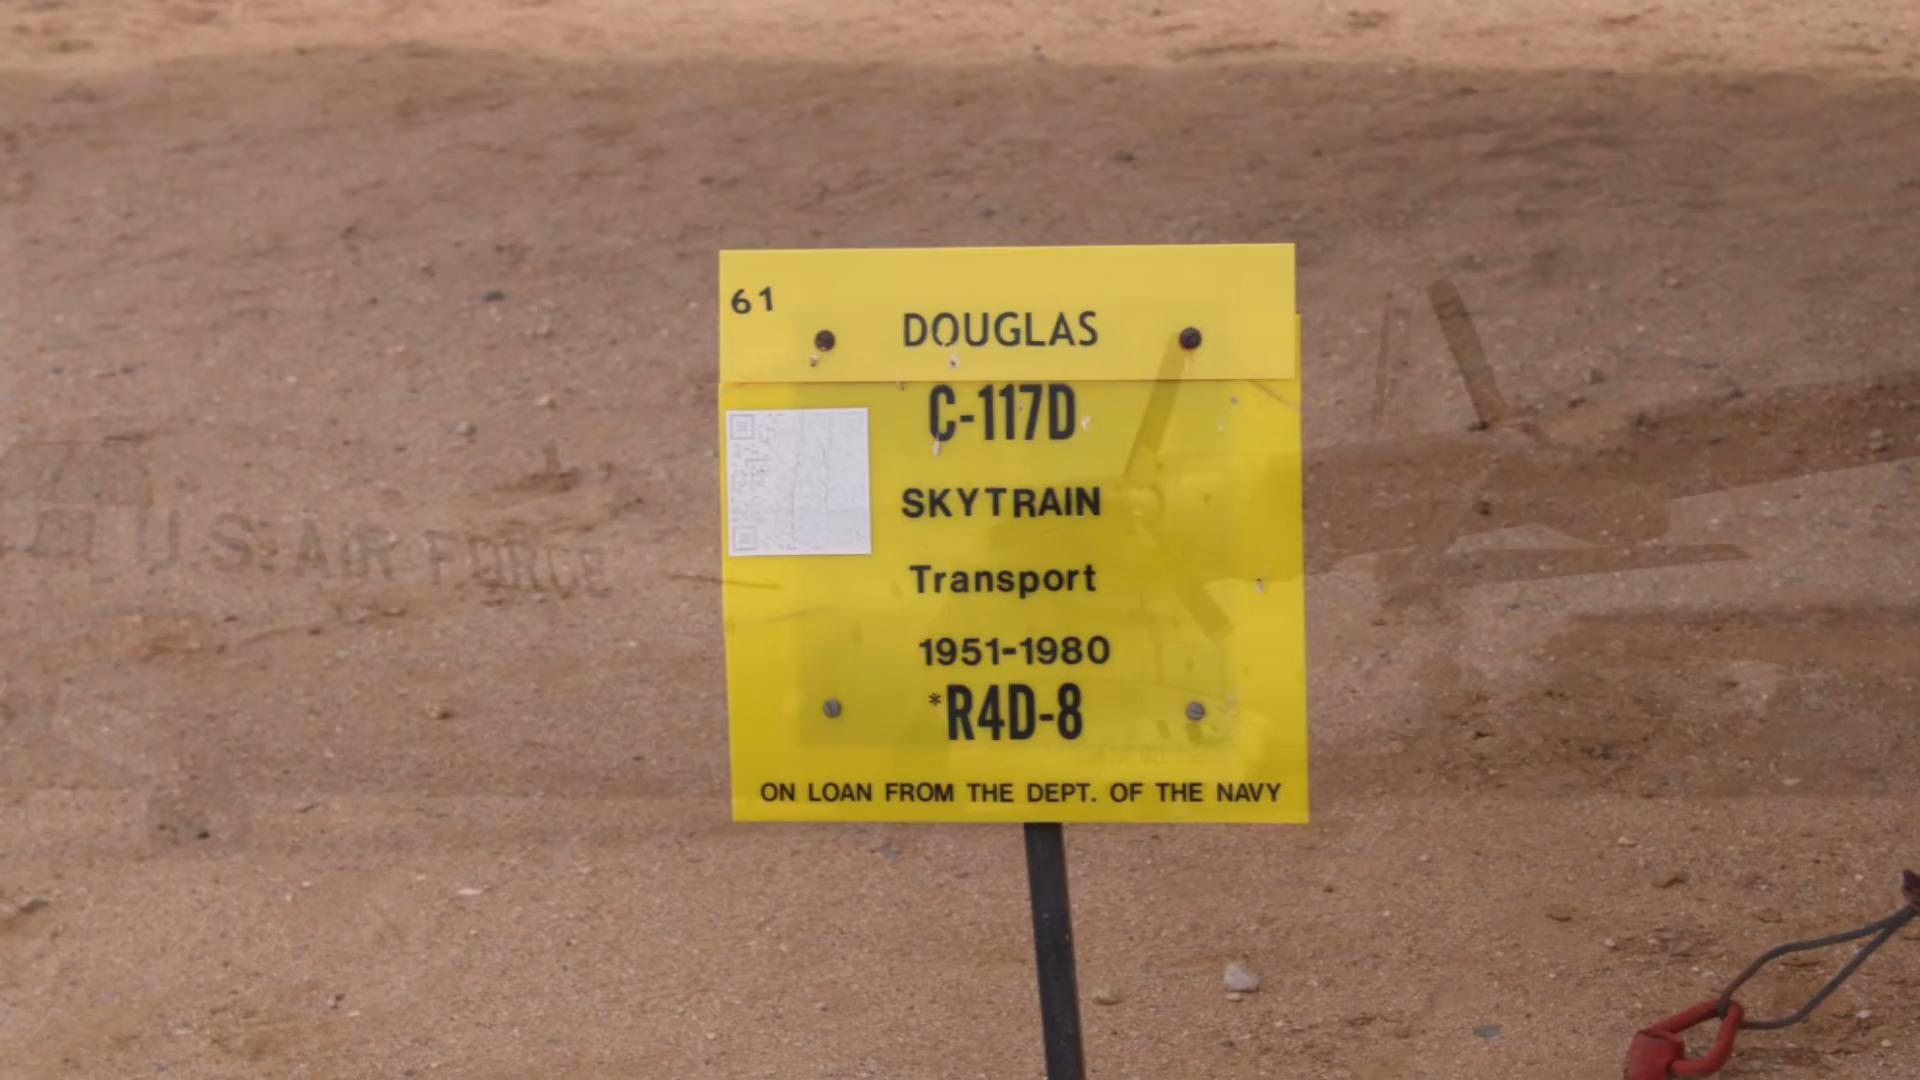 61
DOUGLAS
C-117D
SKYTRAIN
Transport
1951-1980
*R4D-8
ON LOAN FROM THE DEPT. OF THE NAVY
U.S. AIR FORCE